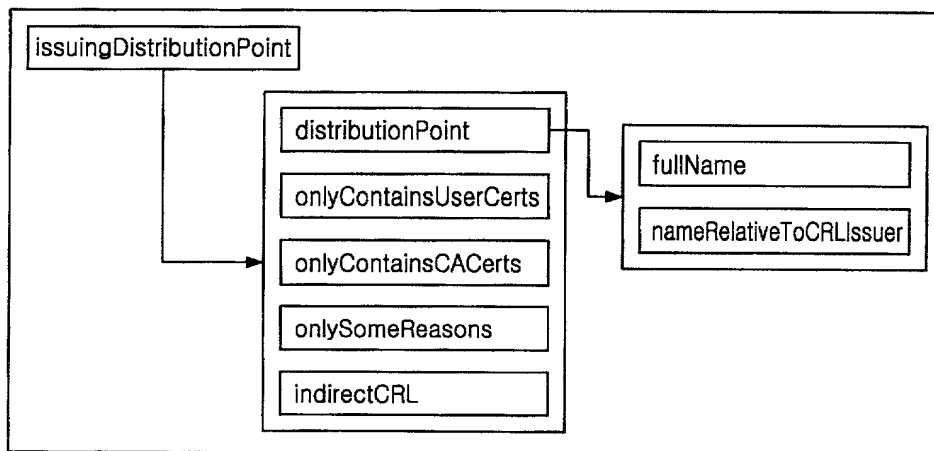 issuingDistributionPoint
distributionPoint
onlyContainsUserCerts
onlyContainsCACerts
onlySomeReasons
indirectCRL
fullName
nameRelativeToCRLIssuer